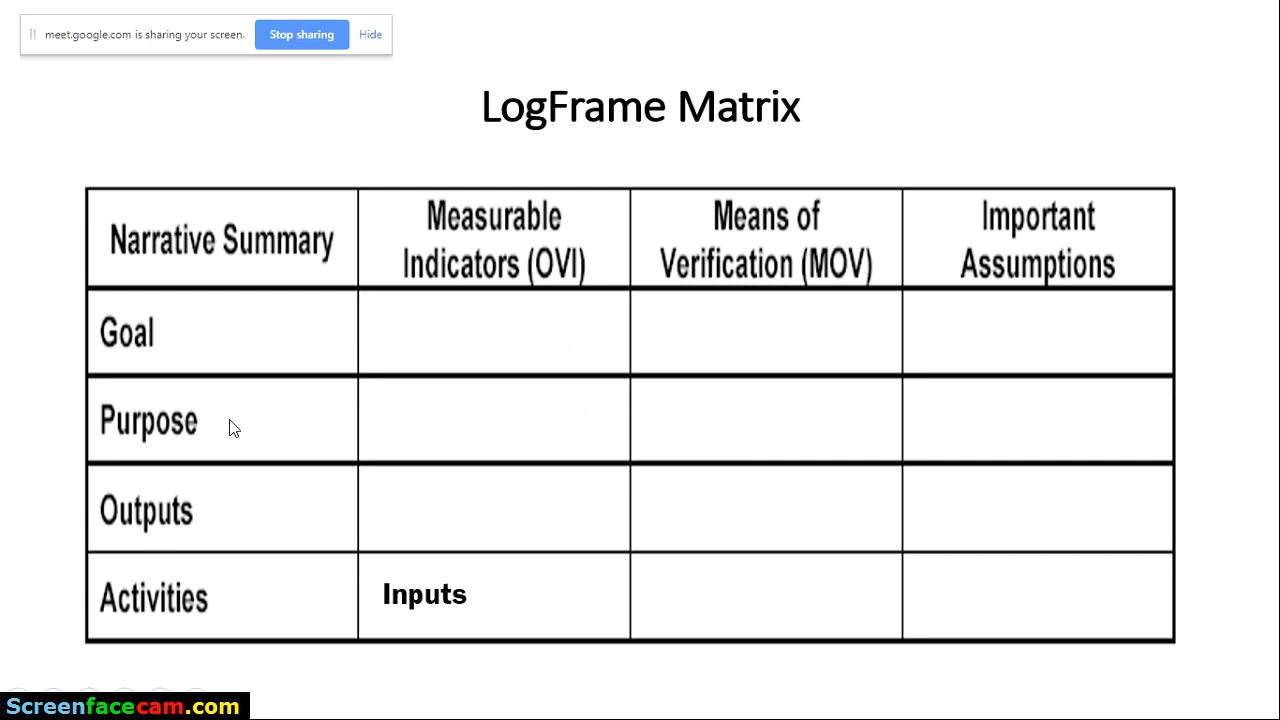 meet.google.com is sharing your screen. Stop sharing Hide
LogFrame Matrix
Narrative Summary
Measurable
Indicators (OVI)
Means of
Verification (MOV)
Important
Assumptions
Goal
Purpose
Outputs
Activities
Inputs
Screenfacecam.com